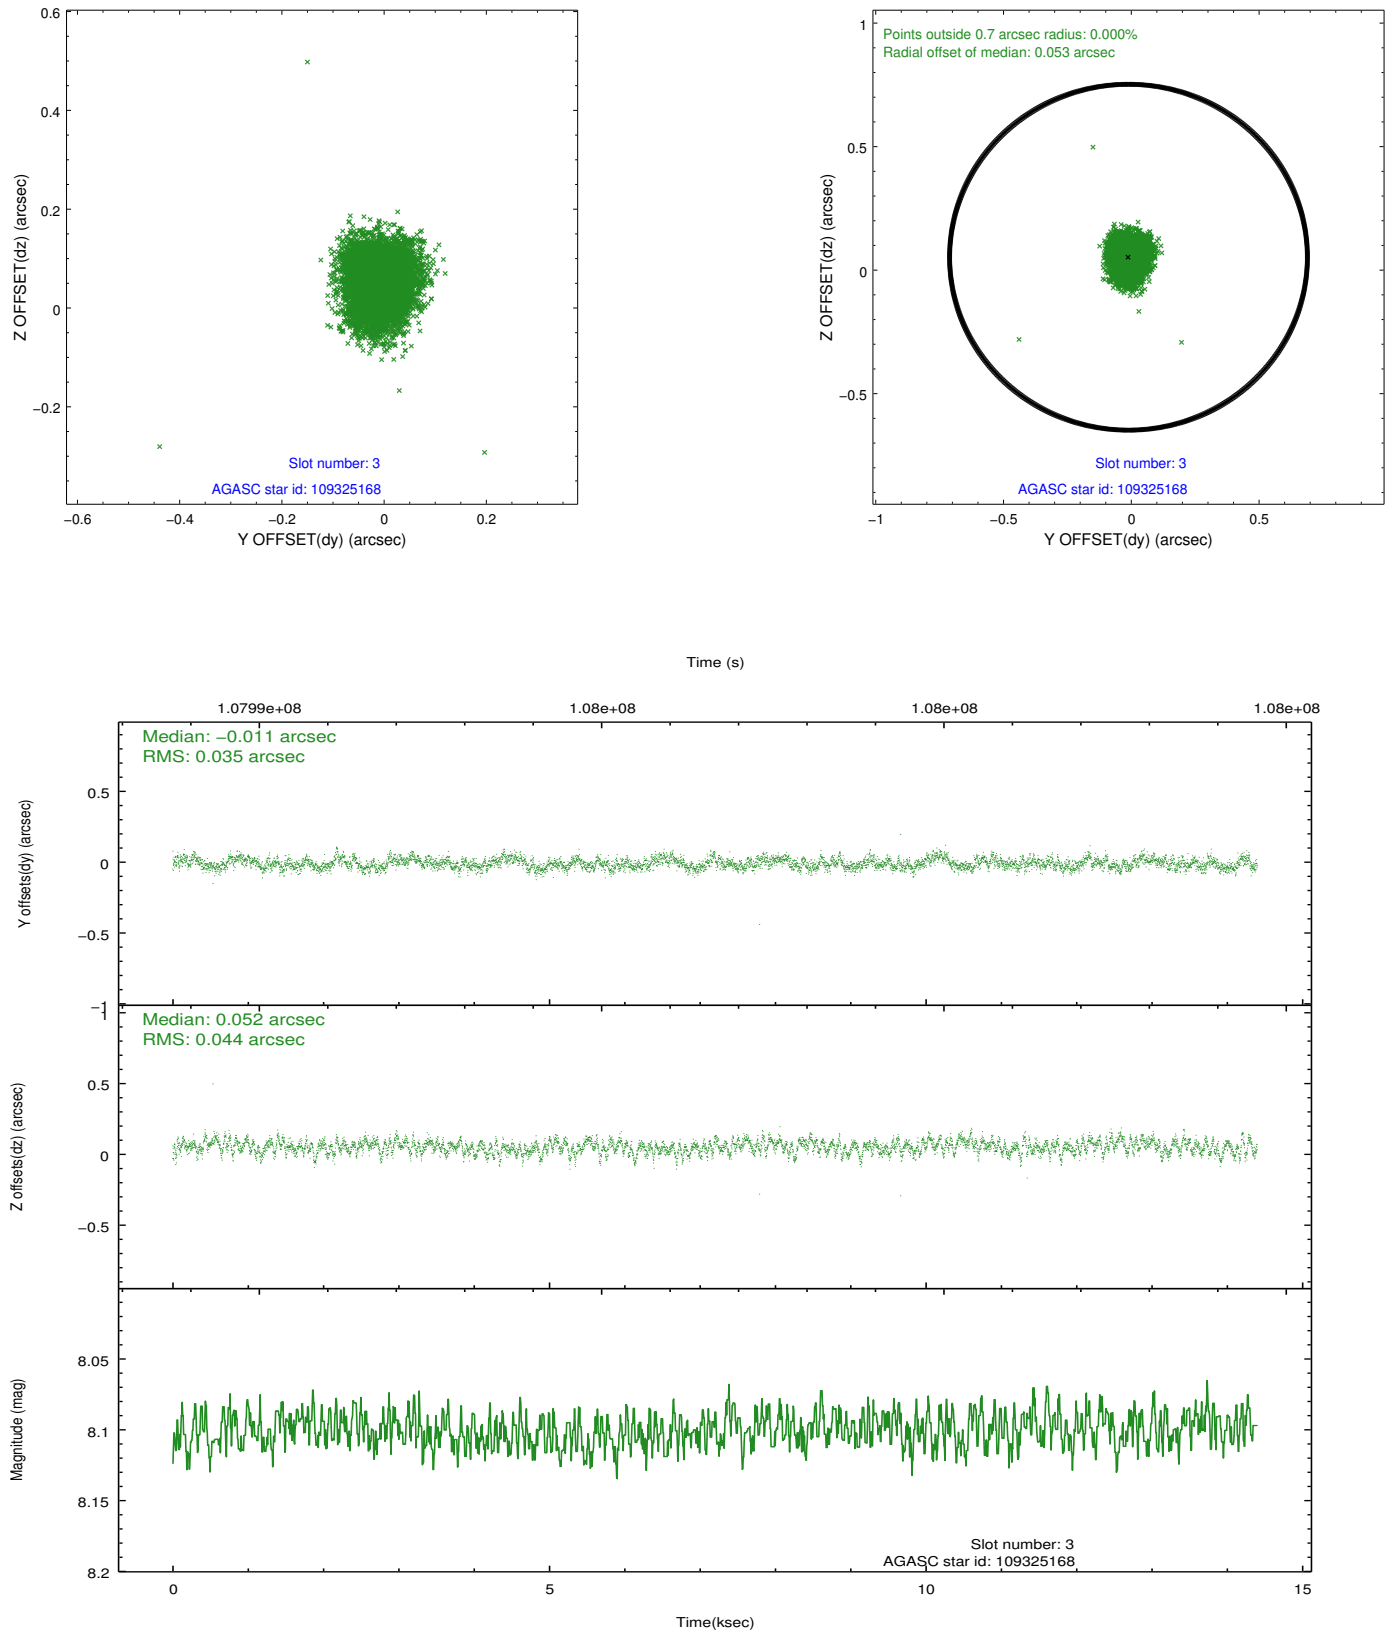 0.6
0.4
0.2
0
−0.2
−0.6
−0.4
−0.2
0
0.2
Z OFFSET(dz) (arcsec)
Y OFFSET(dy) (arcsec)
Slot number: 3
AGASC star id: 109325168
Points outside 0.7 arcsec radius: 0.000%
Radial offset of median: 0.053 arcsec
1
0.5
0
−0.5
−1
−0.5
0
0.5
Z OFFSET(dz) (arcsec)
Y OFFSET(dy) (arcsec)
Slot number: 3
AGASC star id: 109325168
Time (s)
1.0799e+08
1.08e+08
1.08e+08
1.08e+08
Median: −0.011 arcsec
RMS: 0.035 arcsec
0.5
0
−0.5
−1
Y offsets(dy) (arcsec)
Median: 0.052 arcsec
RMS: 0.044 arcsec
1
0.5
0
−0.5
Z offsets(dz) (arcsec)
8.05
8.1
8.15
8.2
Magnitude (mag)
Slot number: 3
AGASC star id: 109325168
0
5
10
15
Time(ksec)